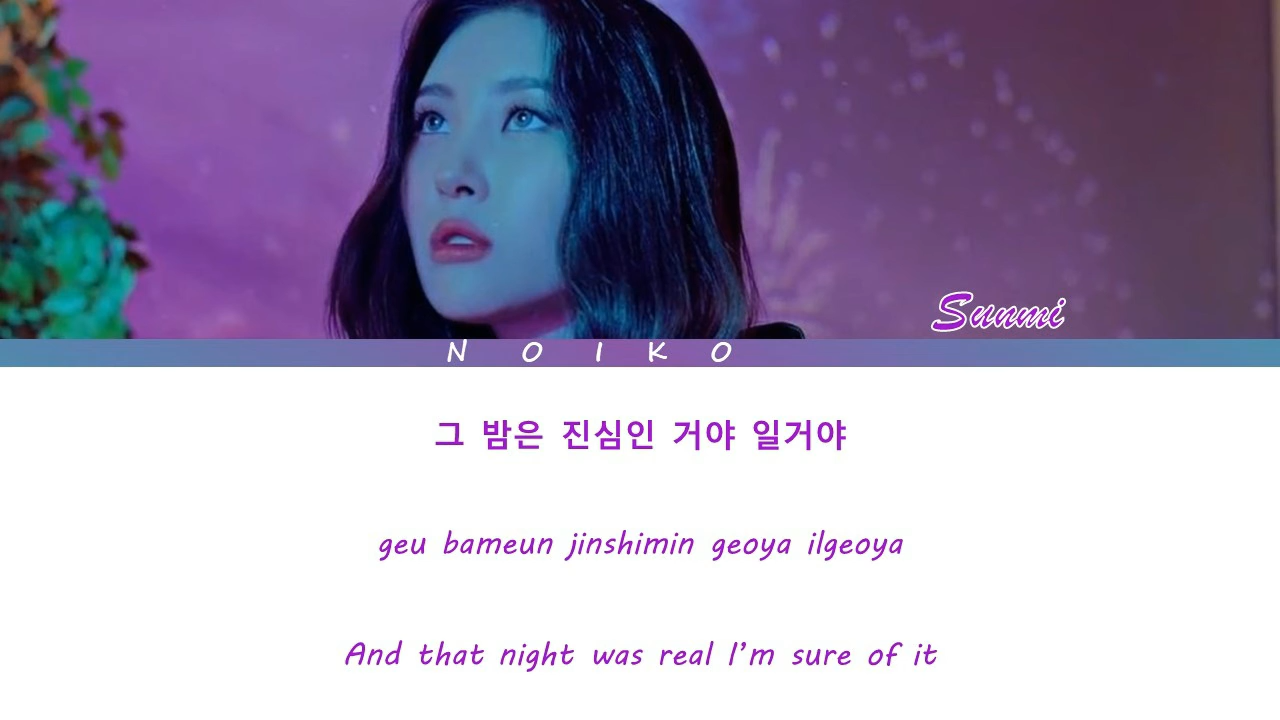 Sunmi
NOIKO
그 밤은 진심인 거야 일거야
geu bameun jinshimin geoya ilgeoya
And that night was real I'm sure of it